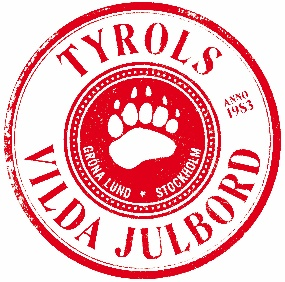 TYROLS
ANNO
1983
GRÖNA LUND ★ STOCKHOLM
VILDA JULBORD